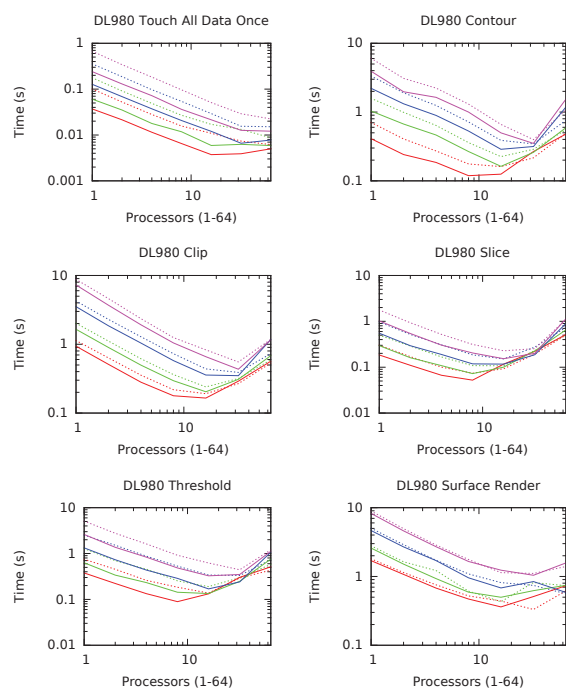 DL980 Touch All Data Once
1
0.1
0.01
0.001
Time (s)
1
10
Processors (1-64)
DL980 Contour
10
1
0.1
Time (s)
1
10
Processors (1-64)
DL980 Clip
10
1
0.1
Time (s)
1
10
Processors (1-64)
DL980 Slice
10
1
0.1
0.01
Time (s)
1
10
Processors (1-64)
DL980 Threshold
10
1
0.1
0.01
Time (s)
1
10
Processors (1-64)
DL980 Surface Render
10
1
0.1
Time (s)
1
10
Processors (1-64)